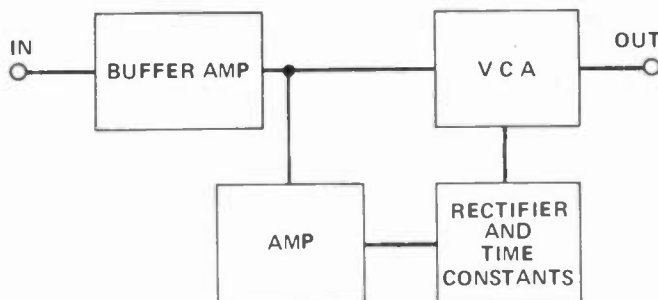 IN
BUFFER AMP
VCA
OUT
AMP
RECTIFIER
AND
TIME
CONSTANTS